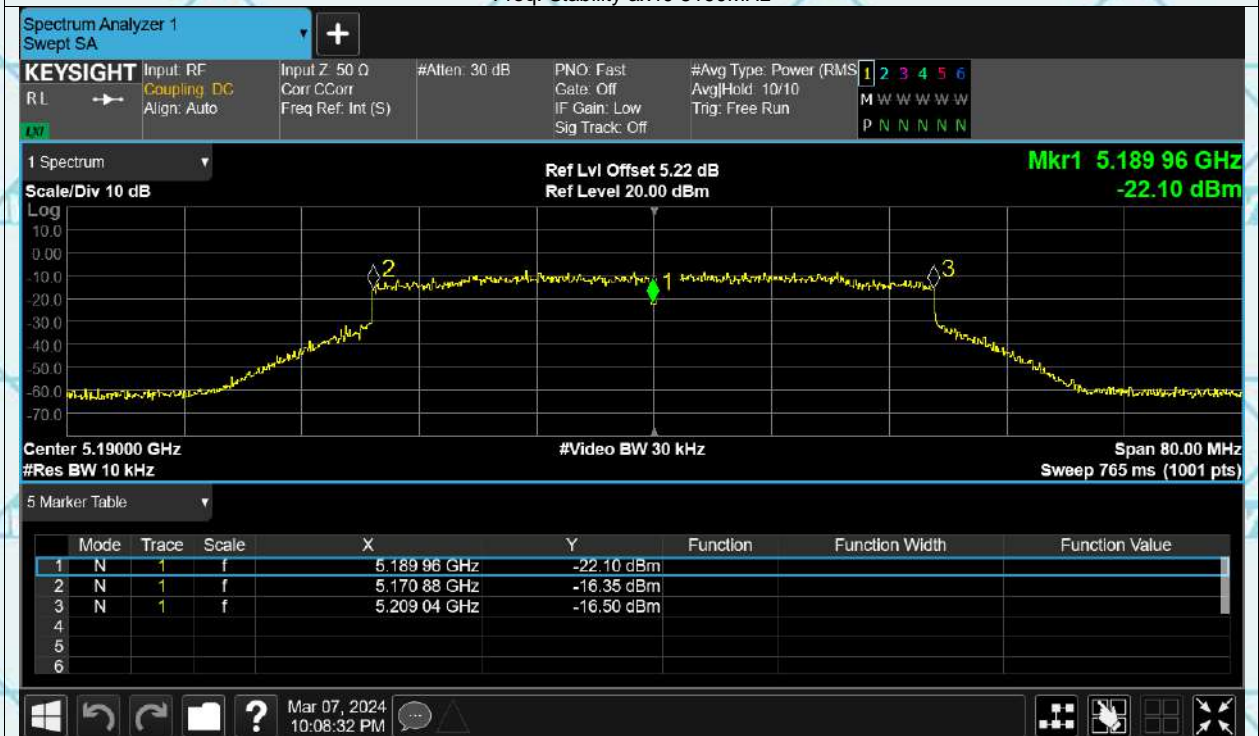 Freq. Stability ax40 5190MHz
Spectrum Analyzer 1
Swept SA
+
KEYSIGHT Input: RF Input Z: 50 Ω #Atten: 30 dB PNO: Fast #Avg Type: Power (RMS 1 2 3 4 5 6
RL Coupling: DC Corr CCorr Gate: Off Avg|Hold: 10/10 M W W W W W
Align: Auto Freq Ref: Int (S) IF Gain: Low Trig: Free Run P N N N N N
LXI Sig Track: Off
1 Spectrum Ref Lvl Offset 5.22 dB Mkr1 5.189 96 GHz
Scale/Div 10 dB Ref Level 20.00 dBm -22.10 dBm
Log
10.0
0.00
-10.0
-20.0
-30.0
-40.0
-50.0
-60.0
-70.0
2
1
3
Center 5.19000 GHz #Video BW 30 kHz Span 80.00 MHz
#Res BW 10 kHz Sweep 765 ms (1001 pts)
5 Marker Table
Mode Trace Scale X Y Function Function Width Function Value
1 N 1 f 5.189 96 GHz -22.10 dBm
2 N 1 f 5.170 88 GHz -16.35 dBm
3 N 1 f 5.209 04 GHz -16.50 dBm
4
5
6
? Mar 07, 2024
10:08:32 PM